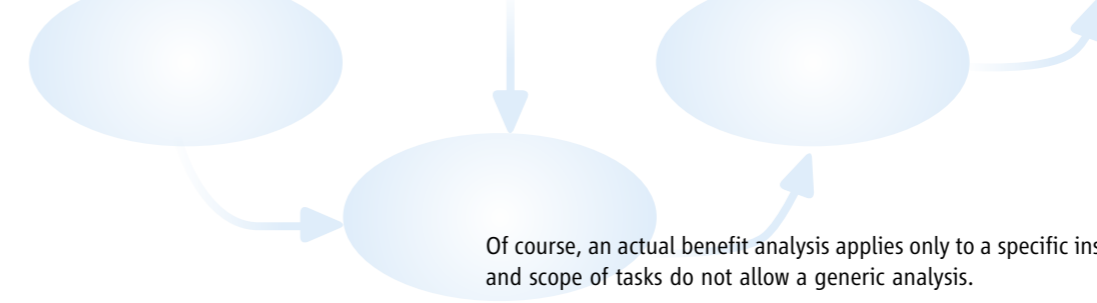 Of course, an actual benefit analysis applies only to a specific
and scope of tasks do not allow a generic analysis.